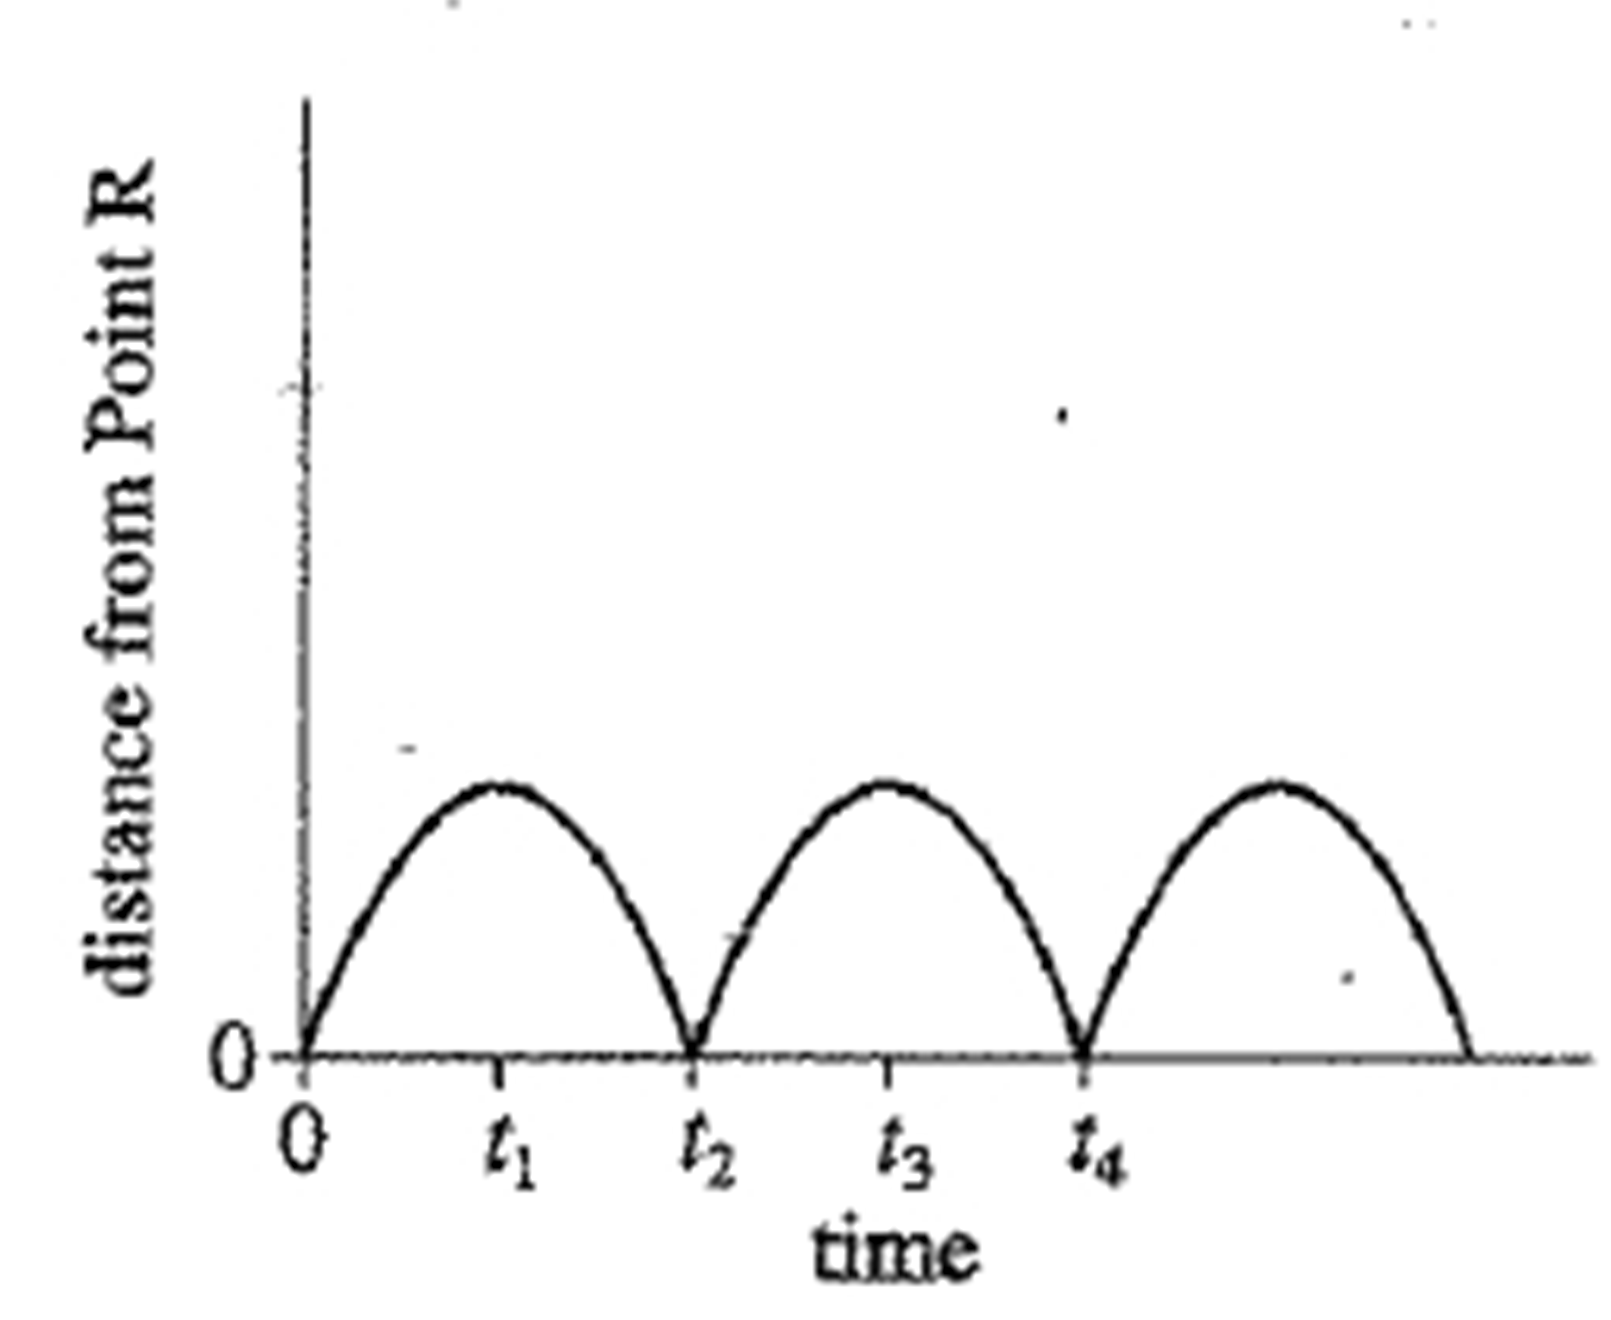 distance from Point R
0
0 t₁ t₂ t₃ t₄
time